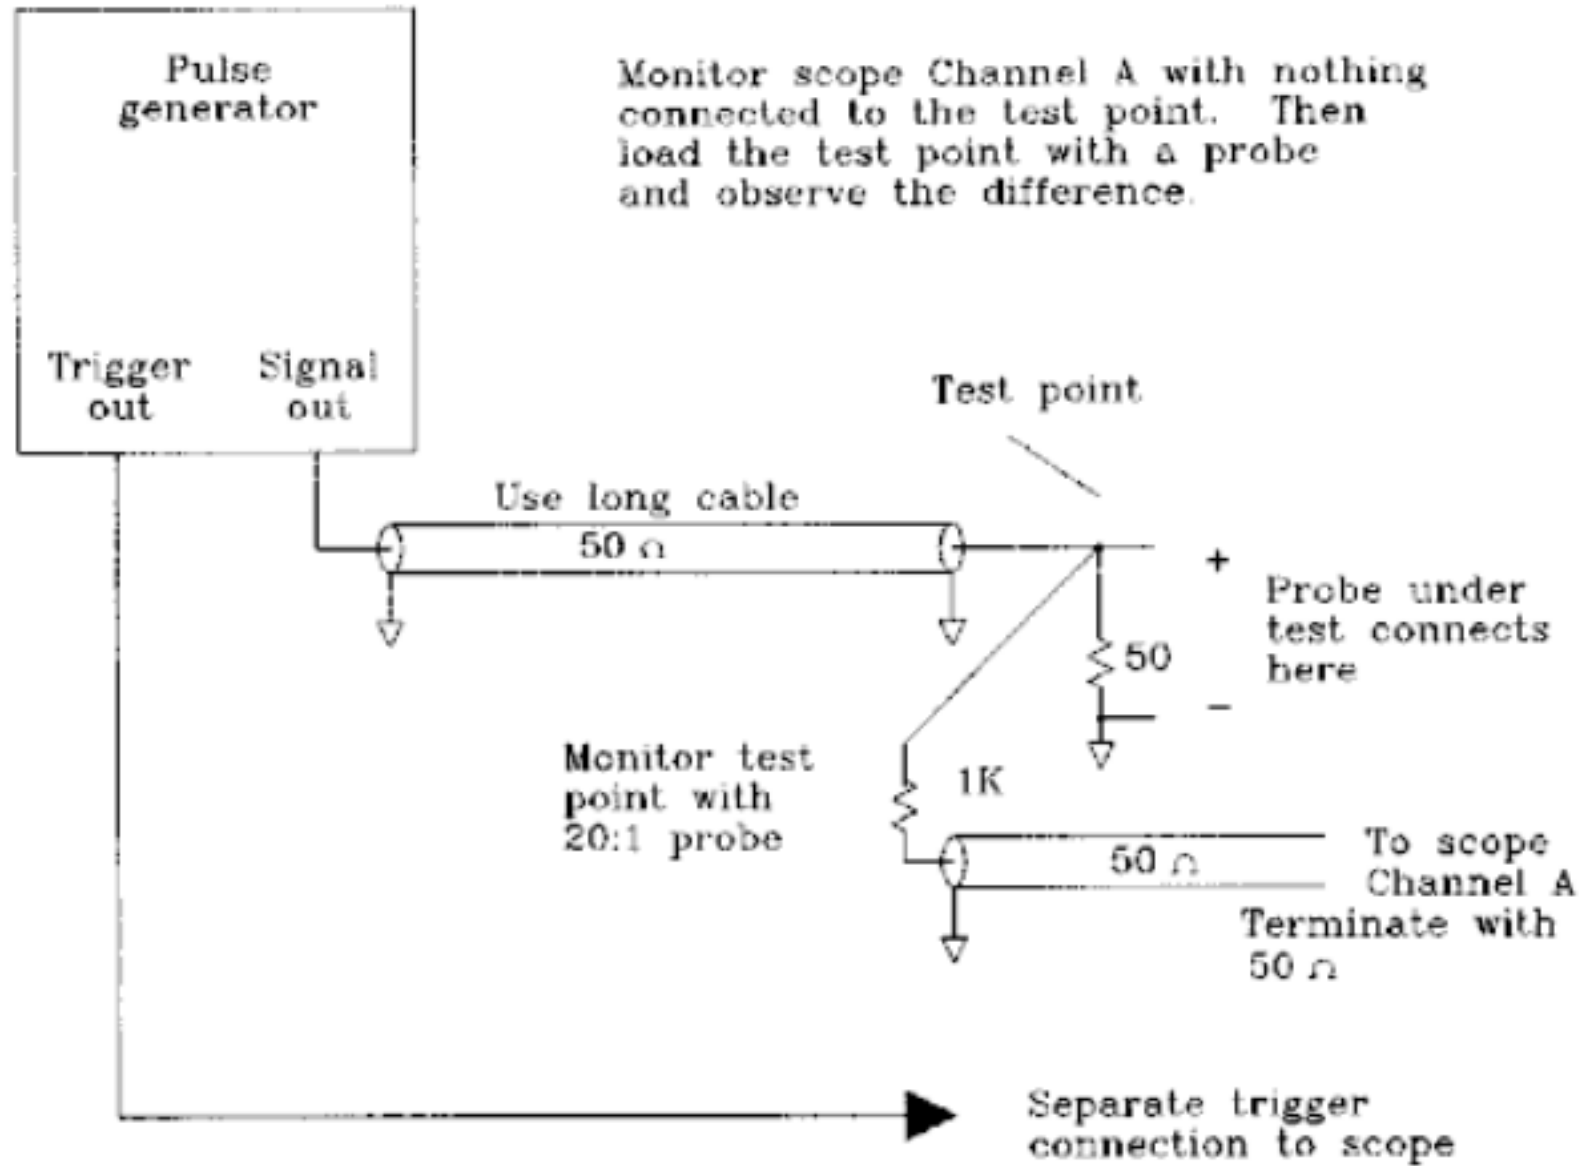 Pulse
generator
Monitor scope Channel A with nothing
connected to the test point. Then
load the test point with a probe
and observe the difference.
Trigger
out
Signal
out
Test point
Use long cable
50 Ω
+
Probe under
test connects
here
50
−
Monitor test
point with
20:1 probe
1K
50 Ω
To scope
Channel A
Terminate with
50 Ω
Separate trigger
connection to scope